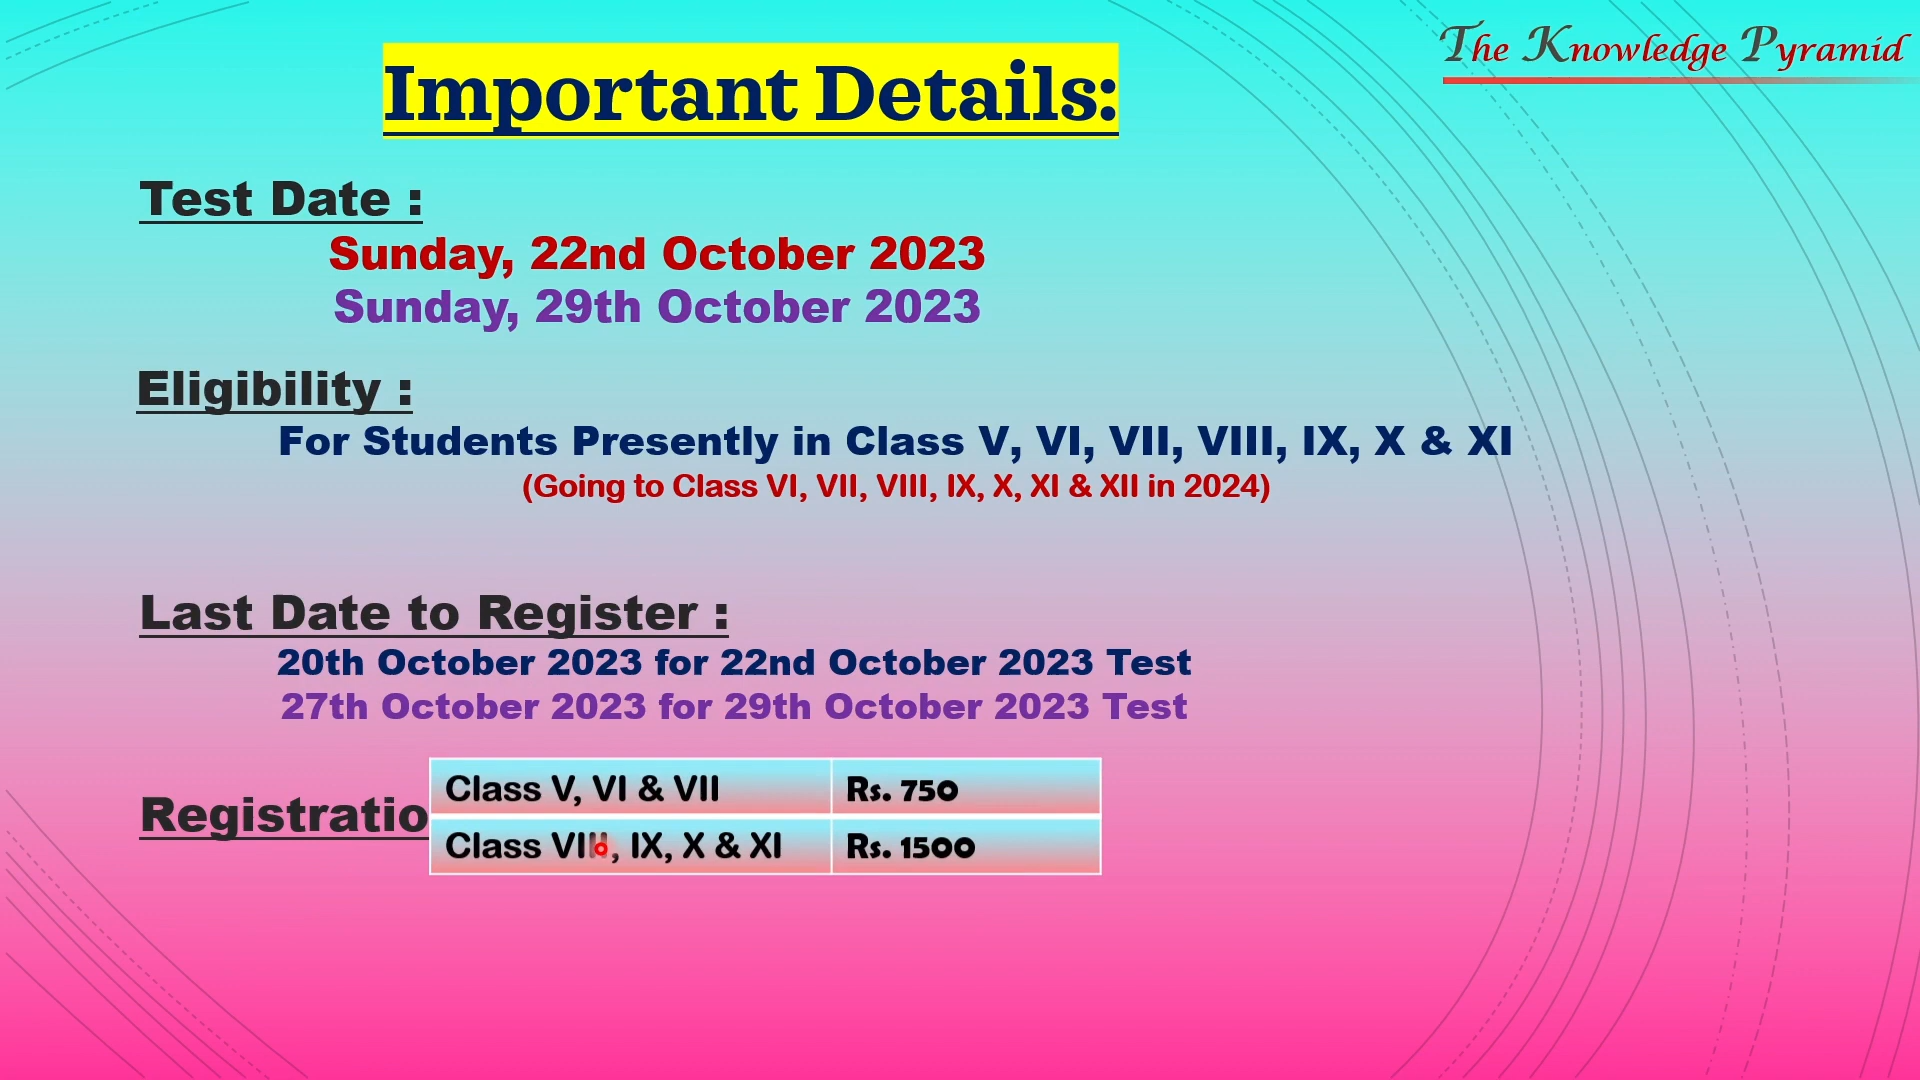 The Knowledge Pyramid
Important Details:
Test Date :
Sunday, 22nd October 2023
Sunday, 29th October 2023
Eligibility :
For Students Presently in Class V, VI, VII, VIII, IX, X & XI
(Going to Class VI, VII, VIII, IX, X, XI & XII in 2024)
Last Date to Register :
20th October 2023 for 22nd October 2023 Test
27th October 2023 for 29th October 2023 Test
Registratio
Class V, VI & VII Rs. 750
Class VIII, IX, X & XI Rs. 1500